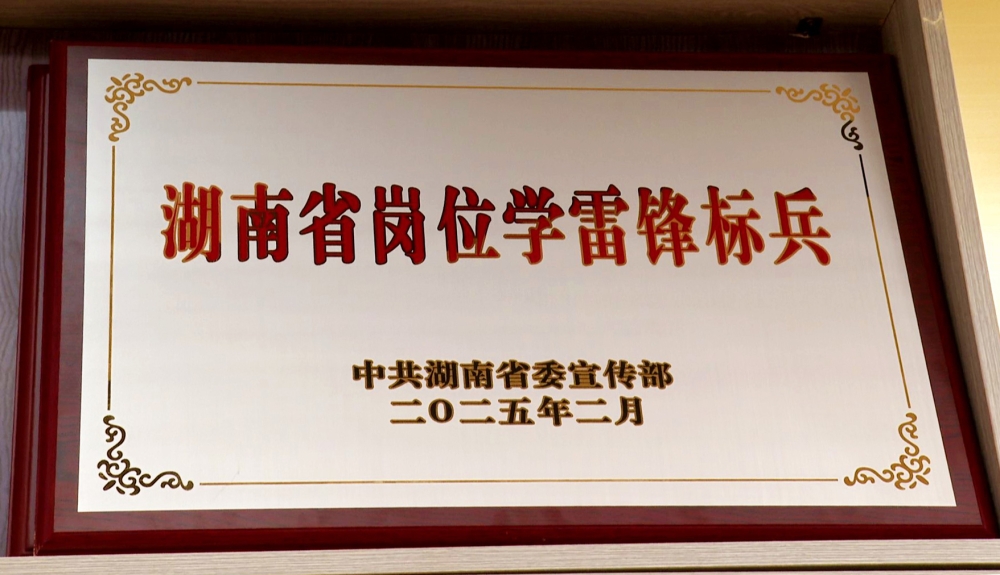 湖南省岗位学雷锋标兵
中共湖南省委宣传部
二〇二五年二月